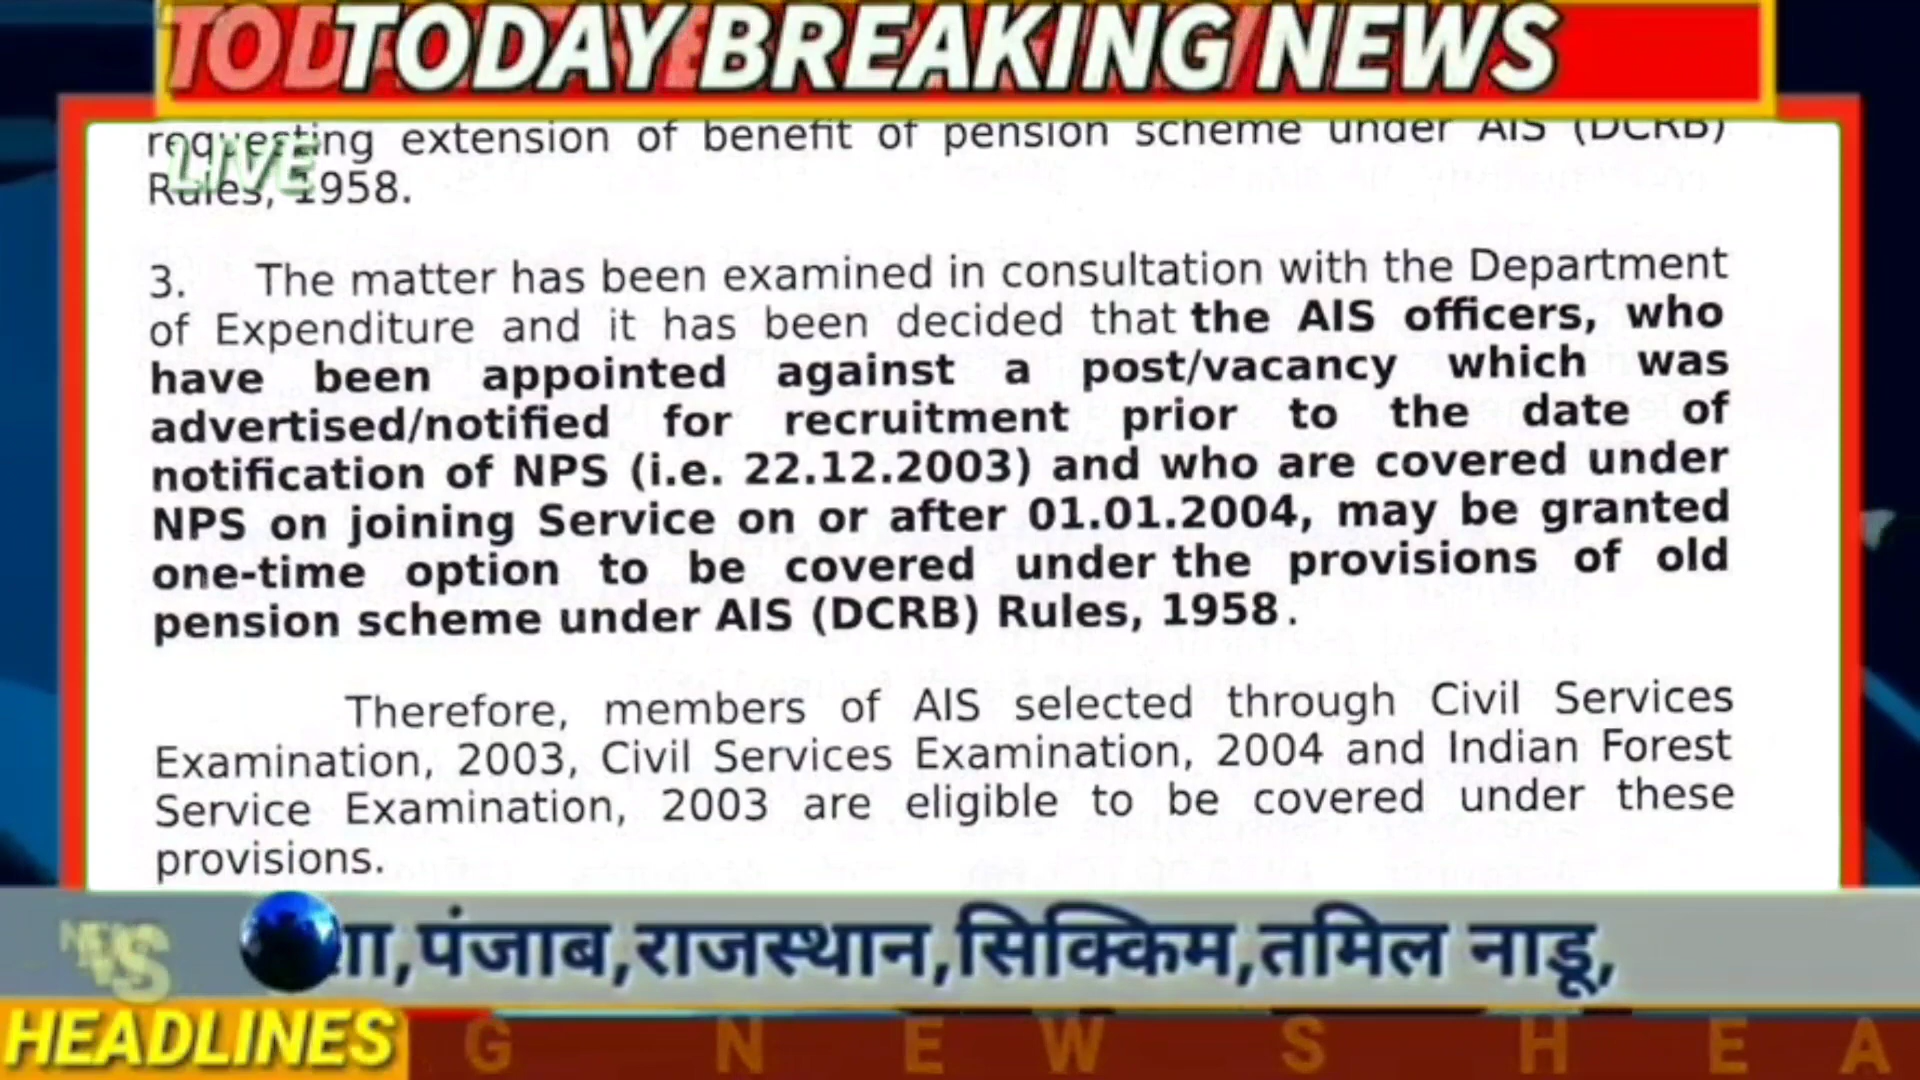 TODAY BREAKING NEWS
LIVE
requesting extension of benefit of pension scheme under AIS (DCRB)
Rules, 1958.
3. The matter has been examined in consultation with the Department
of Expenditure and it has been decided that the AIS officers, who
have been appointed against a post/vacancy which was
advertised/notified for recruitment prior to the date of
notification of NPS (i.e. 22.12.2003) and who are covered under
NPS on joining Service on or after 01.01.2004, may be granted
one-time option to be covered under the provisions of old
pension scheme under AIS (DCRB) Rules, 1958.
Therefore, members of AIS selected through Civil Services
Examination, 2003, Civil Services Examination, 2004 and Indian Forest
Service Examination, 2003 are eligible to be covered under these
provisions.
NEWS
पंजाब,राजस्थान,सिक्किम,तमिल नाडू,
HEADLINES
G NEWS HEA